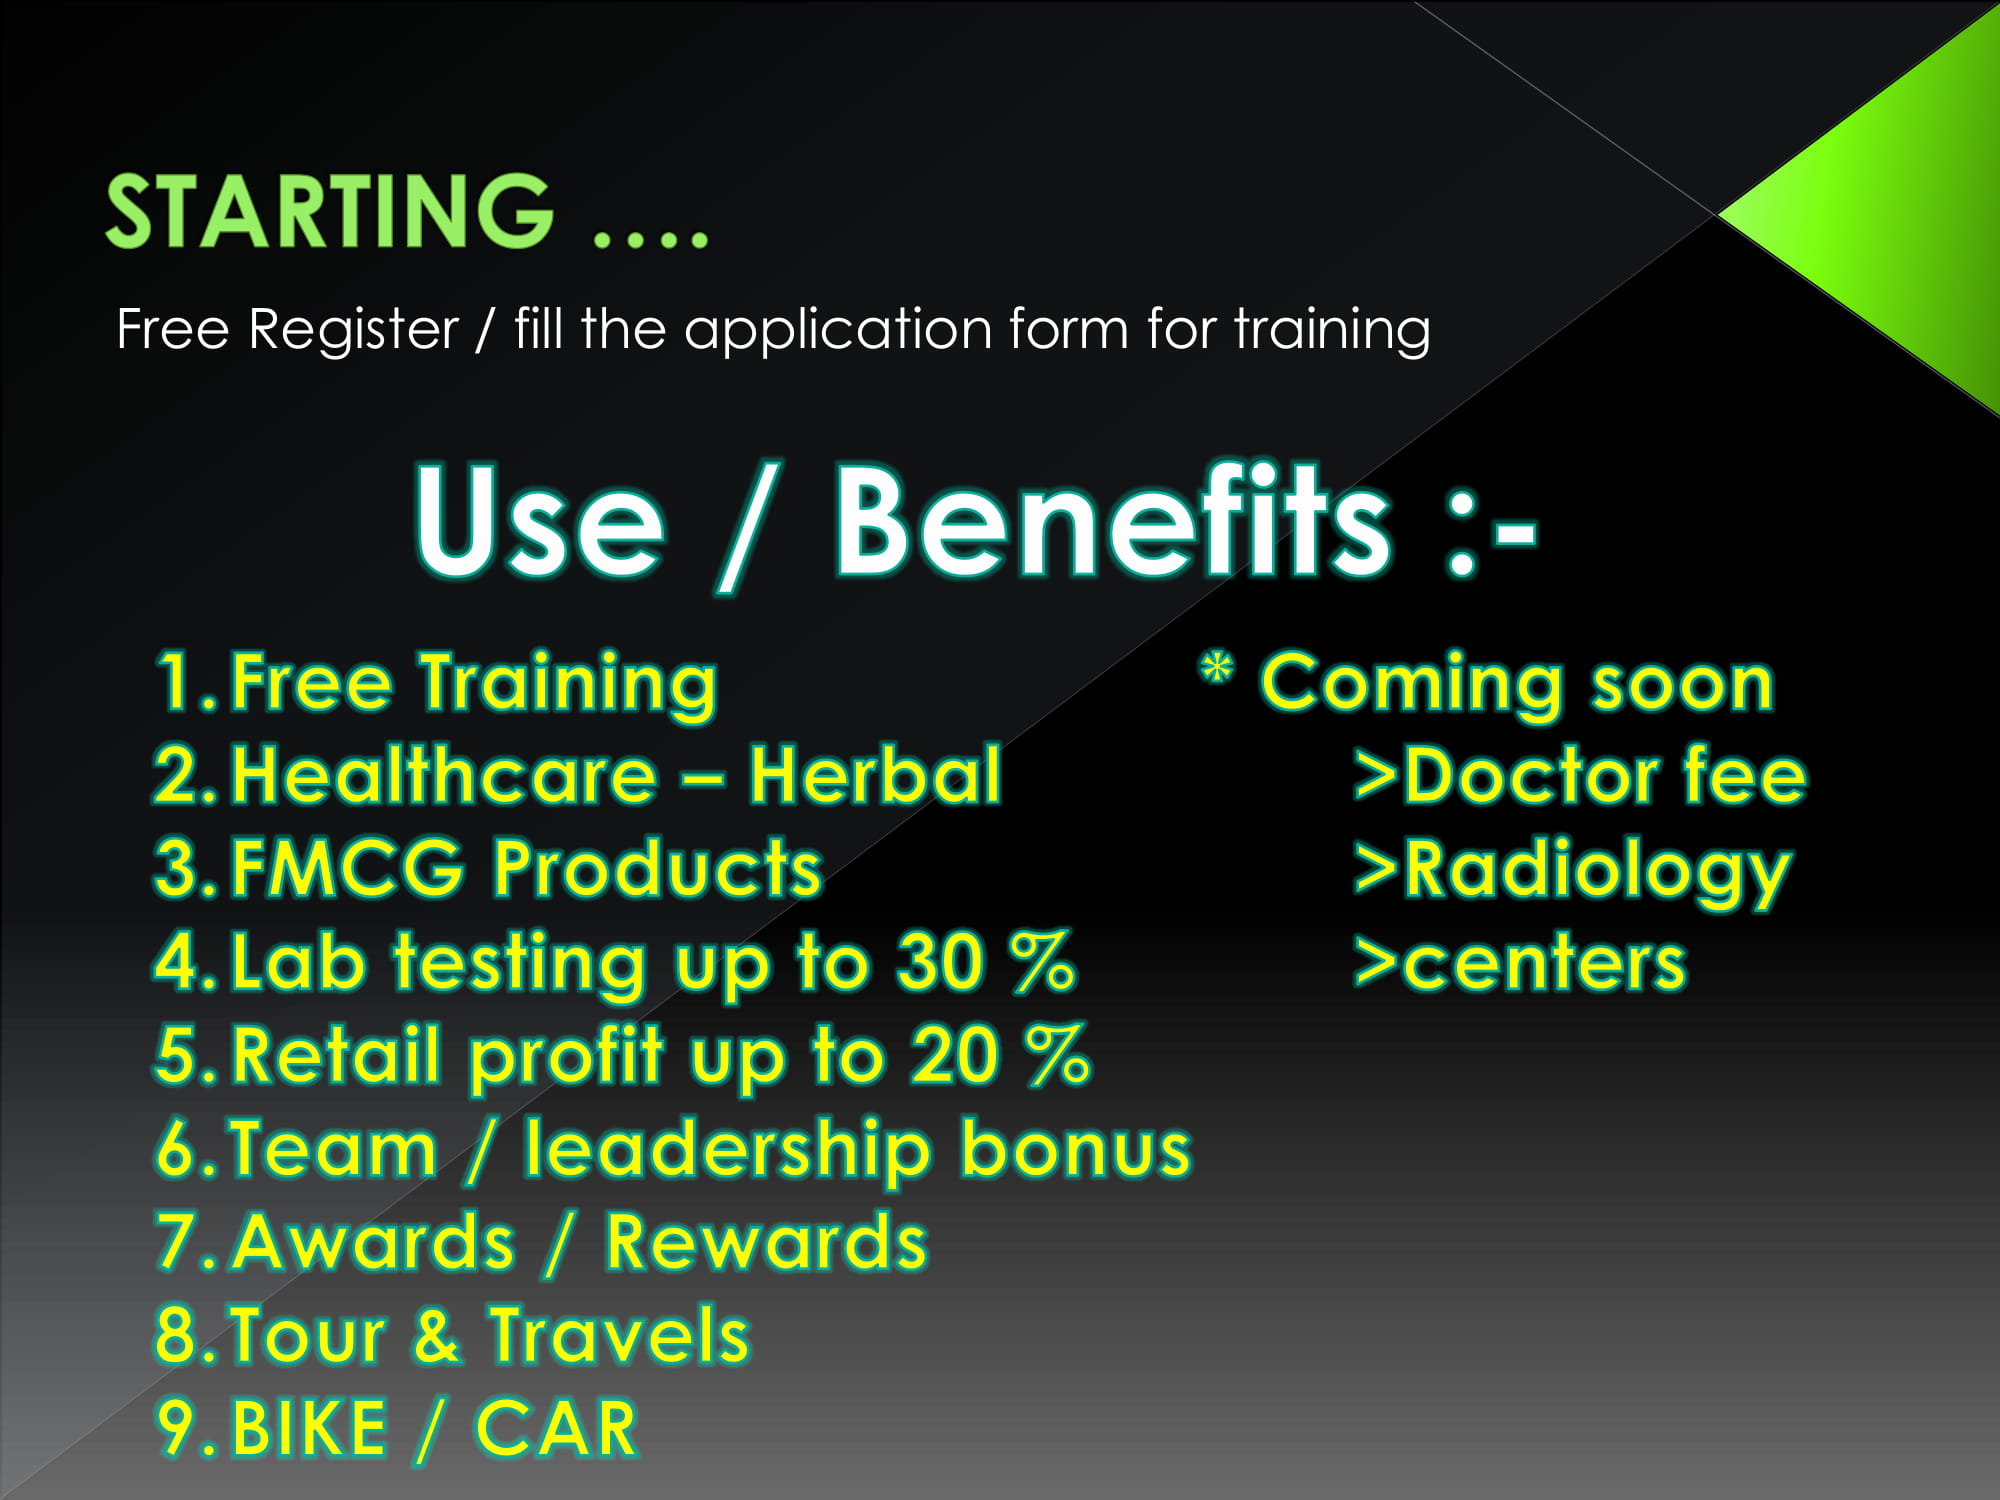 STARTING ....
Free Register / fill the application form for training
Use / Benefits :-
1. Free Training
2. Healthcare – Herbal
3. FMCG Products
4. Lab testing up to 30 %
5. Retail profit up to 20 %
6. Team / leadership bonus
7. Awards / Rewards
8. Tour & Travels
9. BIKE / CAR
* Coming soon
>Doctor fee
>Radiology
>centers